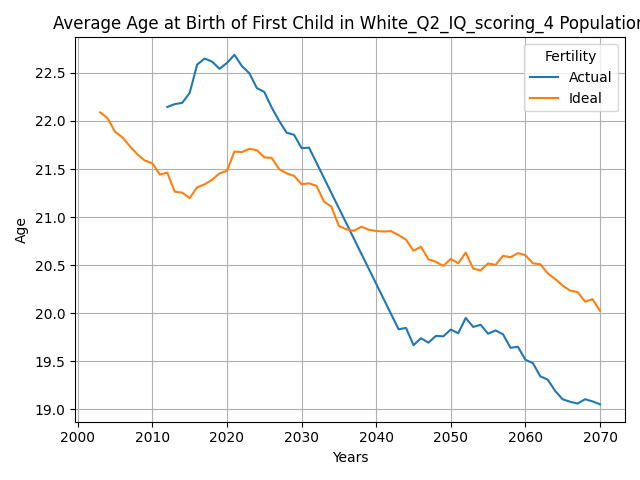 Average Age at Birth of First Child in White_Q2_IQ_scoring_4 Population
Fertility
Actual
Ideal
22.5
22.0
21.5
21.0
20.5
20.0
19.5
19.0
Age
2000 2010 2020 2030 2040 2050 2060 2070
Years